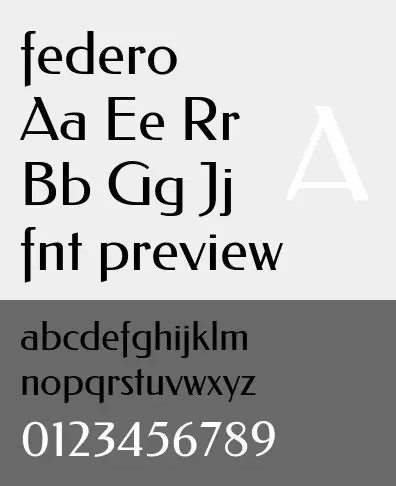 federo
Aa Ee Rr
A
Bb Gg Jj
fnt preview
abcdefghijklm
nopqrstuvwxyz
0123456789